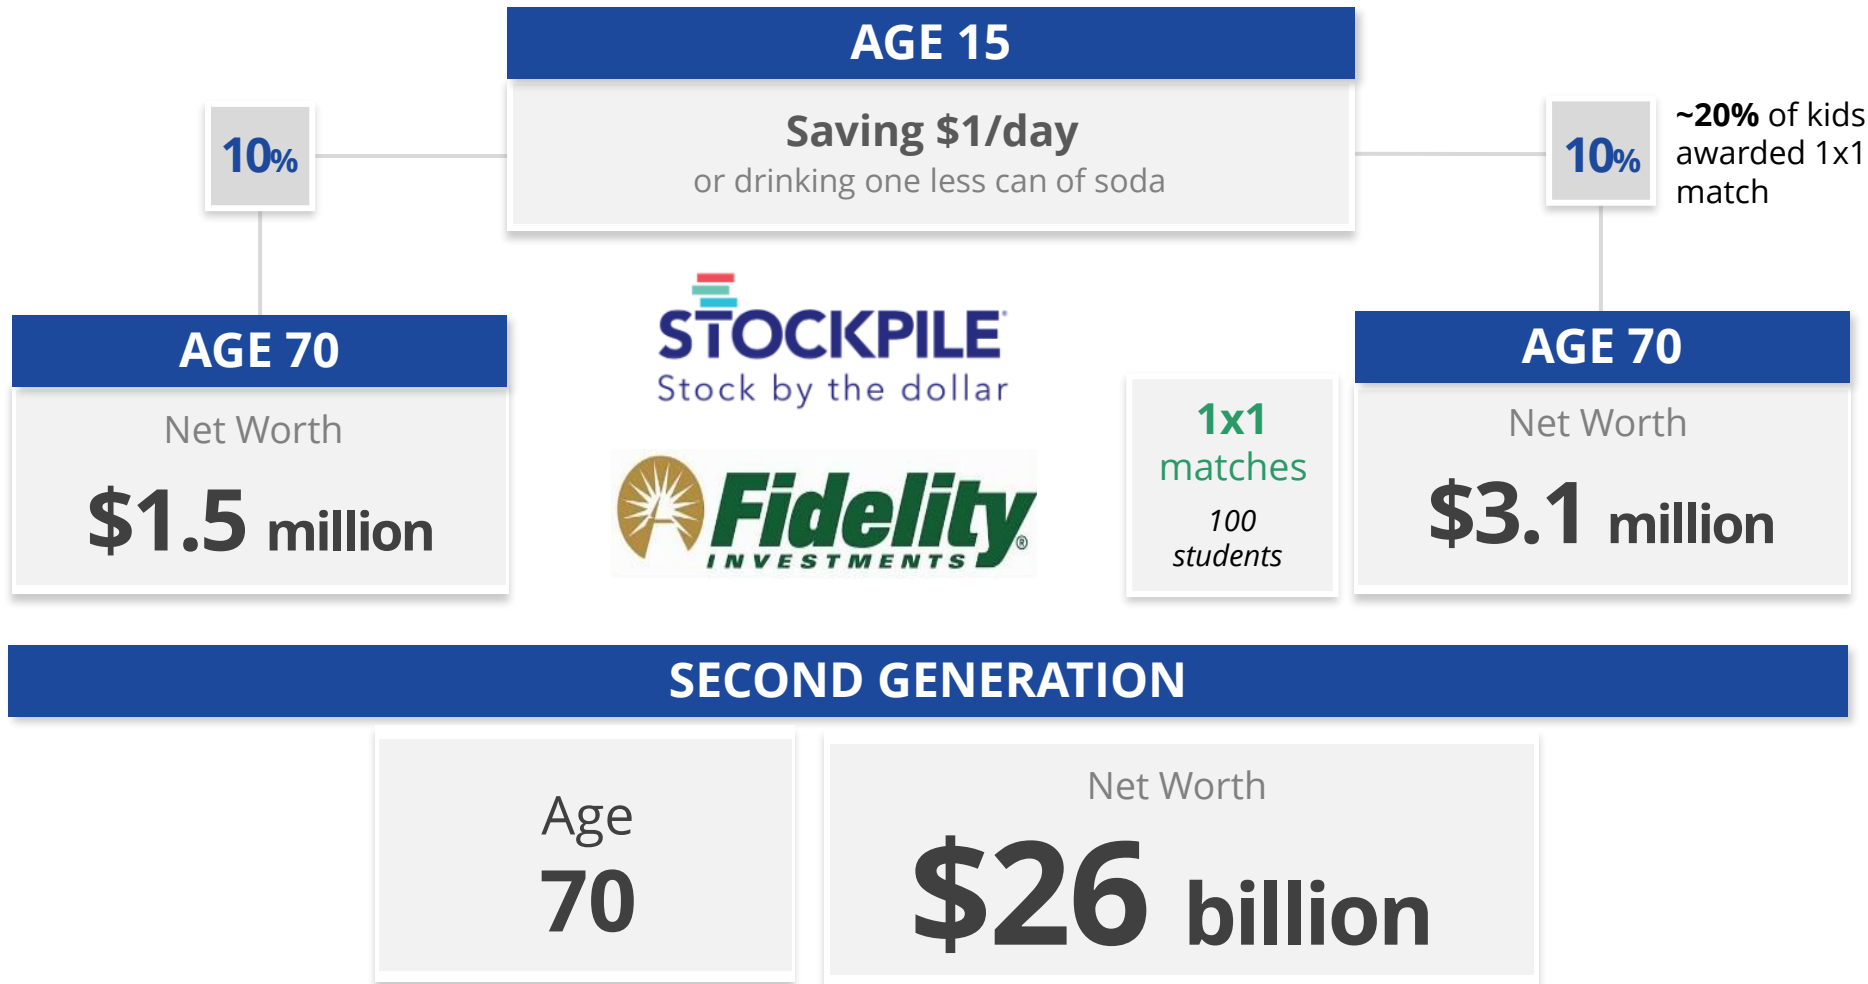 AGE 15
Saving $1/day
or drinking one less can of soda
10%
10%
~20% of kids
awarded 1x1
match
AGE 70
Net Worth
$1.5 million
STOCKPILE
Stock by the dollar
Fidelity®
INVESTMENTS
1x1
matches
100
students
AGE 70
Net Worth
$3.1 million
SECOND GENERATION
Age
70
Net Worth
$26 billion